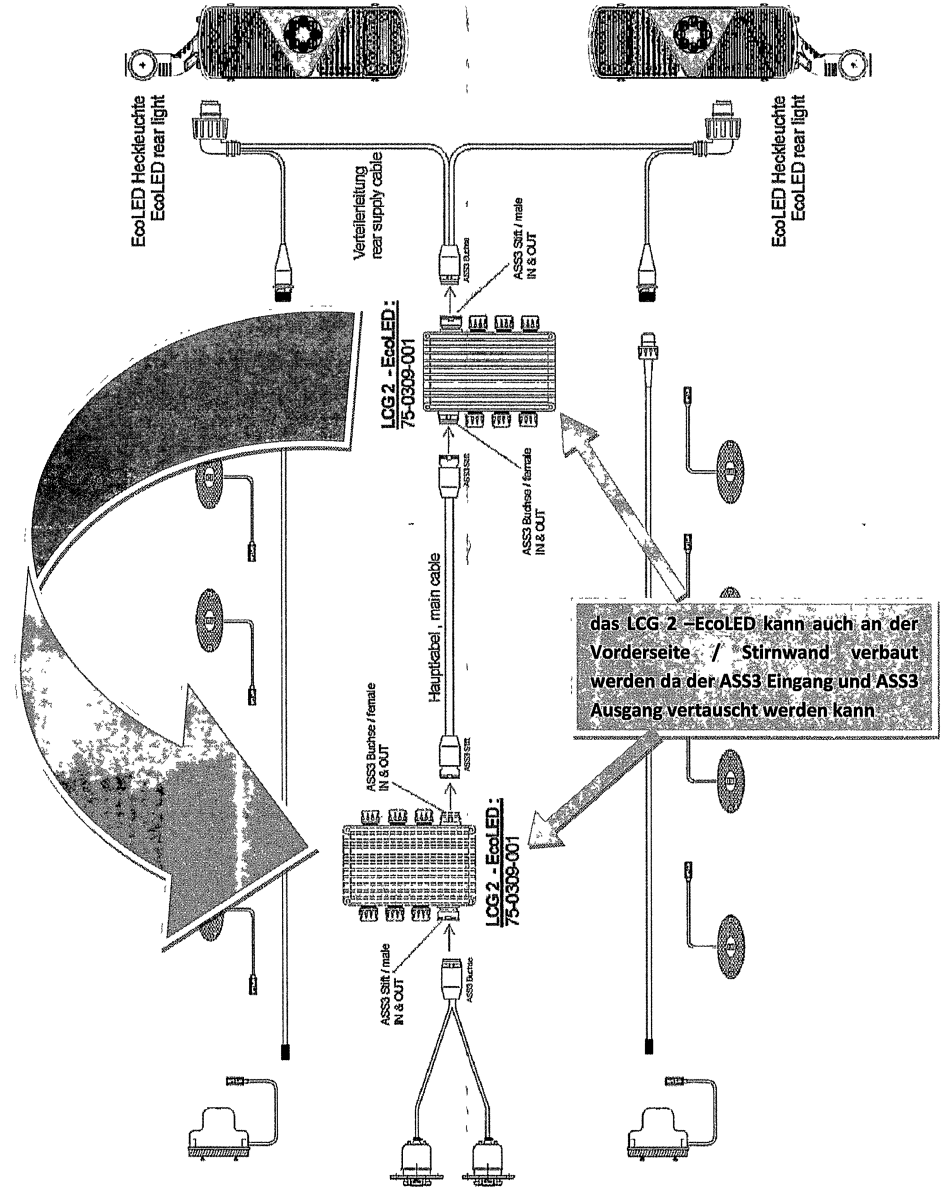 EcoLED Heckleuchte
EcoLED rear light
EcoLED Heckleuchte
EcoLED rear light
Verteilerleitung
rear supply cable
ASS3 Buchse
ASS3 Stift / male
IN & OUT
LCG 2 - EcoLED :
75-0309-001
ASS3 Stift
ASS3 Buchse / female
IN & OUT
Hauptkabel, main cable
das LCG 2 –EcoLED kann auch an der
Vorderseite / Stirnwand verbaut
werden da der ASS3 Eingang und ASS3
Ausgang vertauscht werden kann
ASS3 Buchse / female
IN & OUT
ASS3 Stift
LCG 2 - EcoLED :
75-0309-001
ASS3 Stift / male
IN & OUT
ASS3 Buchse